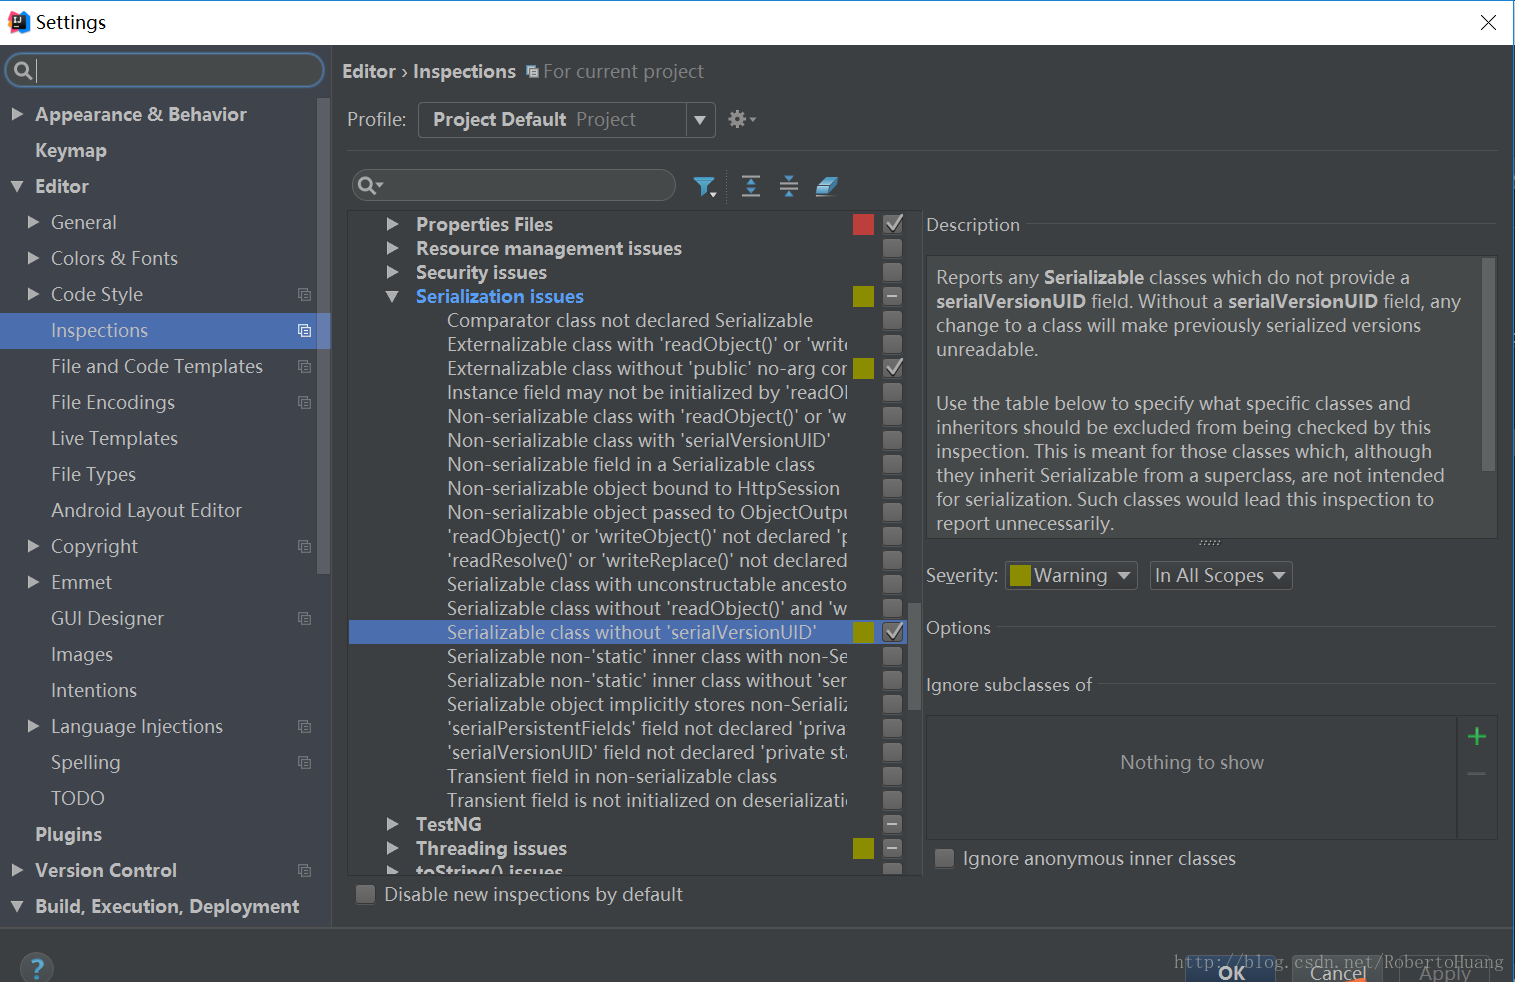 Settings
Appearance & Behavior
Keymap
Editor
General
Colors & Fonts
Code Style
Inspections
File and Code Templates
File Encodings
Live Templates
File Types
Android Layout Editor
Copyright
Emmet
GUI Designer
Images
Intentions
Language Injections
Spelling
TODO
Plugins
Version Control
Build, Execution, Deployment
?
Editor › Inspections For current project
Profile: Project Default Project
Properties Files
Resource management issues
Security issues
Serialization issues
Comparator class not declared Serializable
Externalizable class with 'readObject()' or 'write
Externalizable class without 'public' no-arg con
Instance field may not be initialized by 'readOl
Non-serializable class with 'readObject()' or 'w
Non-serializable class with 'serialVersionUID'
Non-serializable field in a Serializable class
Non-serializable object bound to HttpSession
Non-serializable object passed to ObjectOutpu
'readObject()' or 'writeObject()' not declared 'p
'readResolve()' or 'writeReplace()' not declared
Serializable class with unconstructable ancesto
Serializable class without 'readObject()' and 'w
Serializable class without 'serialVersionUID'
Serializable non-'static' inner class with non-Se
Serializable non-'static' inner class without 'ser
Serializable object implicitly stores non-Serializ
'serialPersistentFields' field not declared 'priva
'serialVersionUID' field not declared 'private sta
Transient field in non-serializable class
Transient field is not initialized on deserializati
TestNG
Threading issues
toString() issues
Disable new inspections by default
Description
Reports any Serializable classes which do not provide a
serialVersionUID field. Without a serialVersionUID field, any
change to a class will make previously serialized versions
unreadable.
Use the table below to specify what specific classes and
inheritors should be excluded from being checked by this
inspection. This is meant for those classes which, although
they inherit Serializable from a superclass, are not intended
for serialization. Such classes would lead this inspection to
report unnecessarily.
Severity: Warning In All Scopes
Options
Ignore subclasses of
Nothing to show
Ignore anonymous inner classes
http://blog.csdn.net/RobertoHuang
OK Cancel Apply